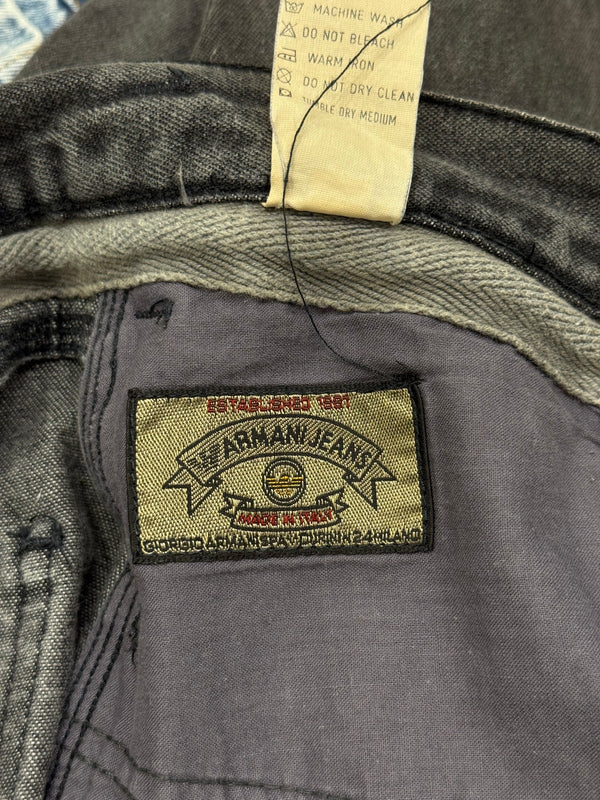 MACHINE WASH
DO NOT BLEACH
WARM IRON
DO NOT DRY CLEAN
TUMBLE DRY MEDIUM
ESTABLISHED 1981
ARMANI JEANS
MADE IN ITALY
GIORGIO ARMANI SPA V. DURINI N 24 MILANO